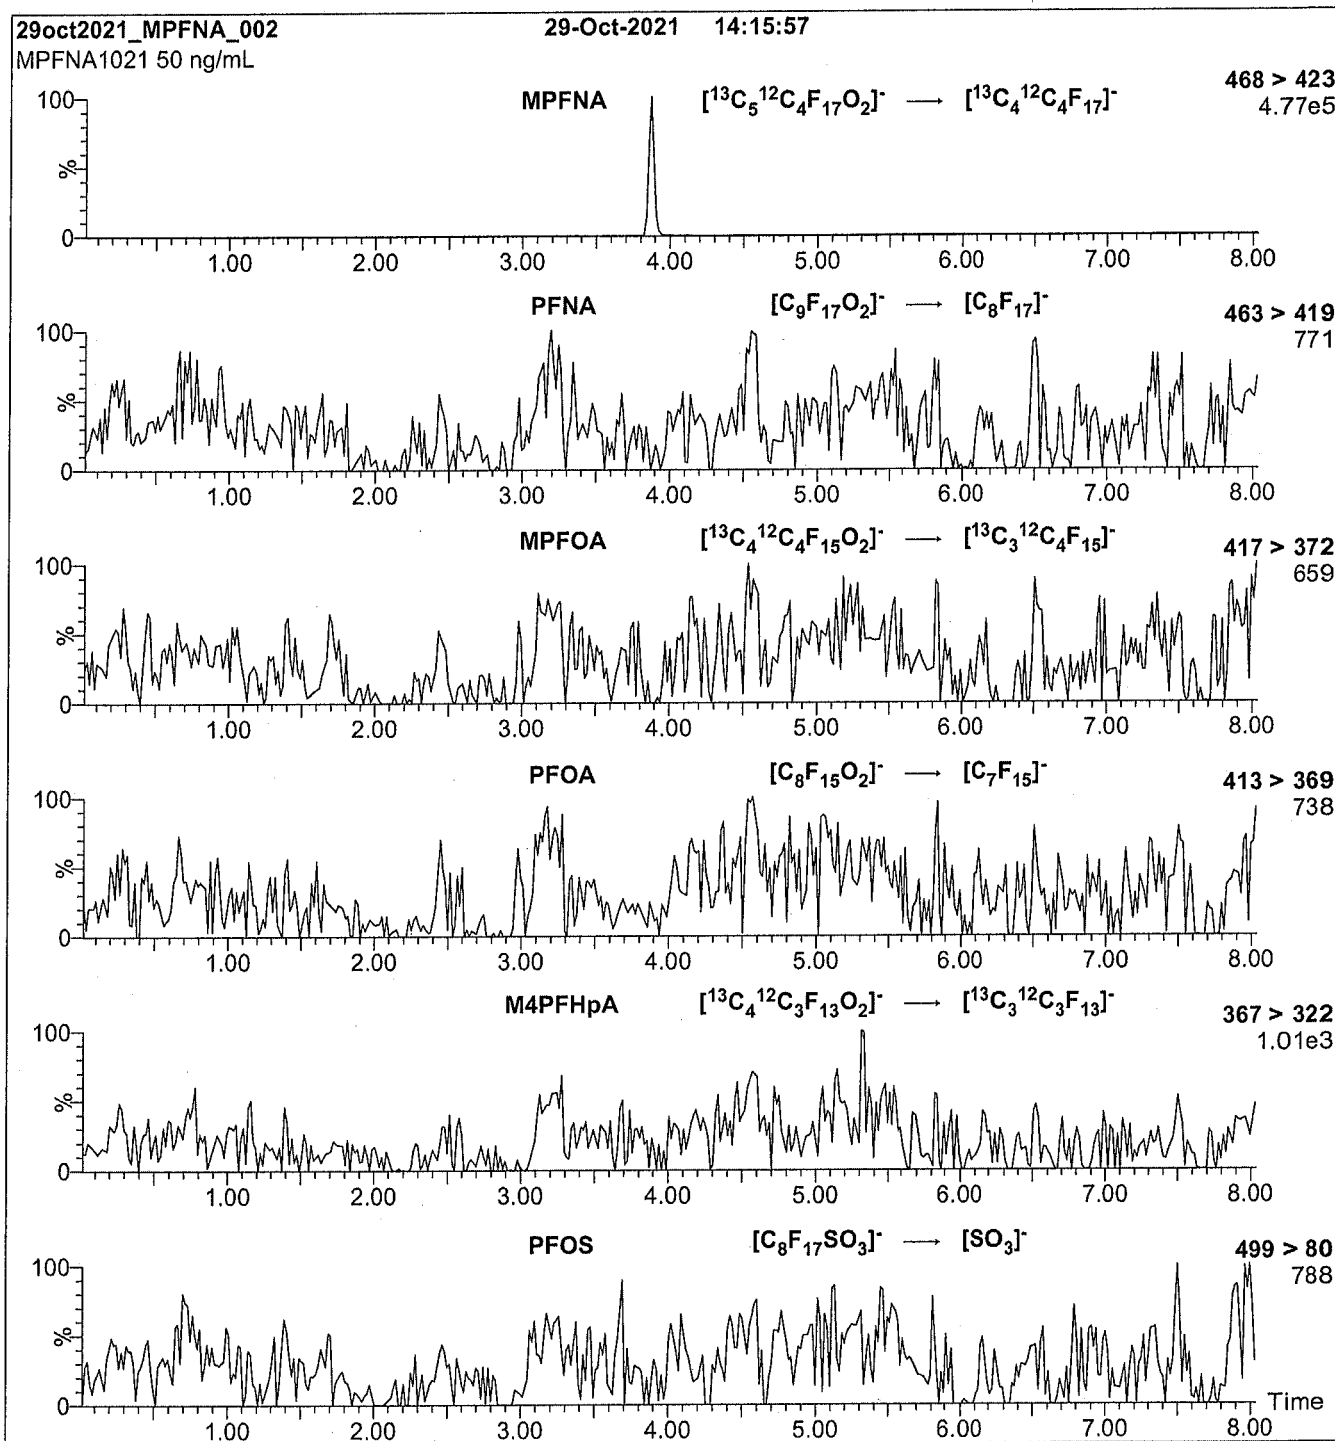 29oct2021_MPFNA_002 29-Oct-2021 14:15:57
MPFNA1021 50 ng/mL
MPFNA [¹³C₅¹²C₄F₁₇O₂]⁻ → [¹³C₄¹²C₄F₁₇]⁻ 468 > 423
4.77e5
100
%
0
1.00 2.00 3.00 4.00 5.00 6.00 7.00 8.00
PFNA [C₉F₁₇O₂]⁻ → [C₈F₁₇]⁻ 463 > 419
771
100
%
0
1.00 2.00 3.00 4.00 5.00 6.00 7.00 8.00
MPFOA [¹³C₄¹²C₄F₁₅O₂]⁻ → [¹³C₃¹²C₄F₁₅]⁻ 417 > 372
659
100
%
0
1.00 2.00 3.00 4.00 5.00 6.00 7.00 8.00
PFOA [C₈F₁₅O₂]⁻ → [C₇F₁₅]⁻ 413 > 369
738
100
%
0
1.00 2.00 3.00 4.00 5.00 6.00 7.00 8.00
M4PFHpA [¹³C₄¹²C₃F₁₃O₂]⁻ → [¹³C₃¹²C₃F₁₃]⁻ 367 > 322
1.01e3
100
%
0
1.00 2.00 3.00 4.00 5.00 6.00 7.00 8.00
PFOS [C₈F₁₇SO₃]⁻ → [SO₃]⁻ 499 > 80
788
100
%
0
Time
1.00 2.00 3.00 4.00 5.00 6.00 7.00 8.00